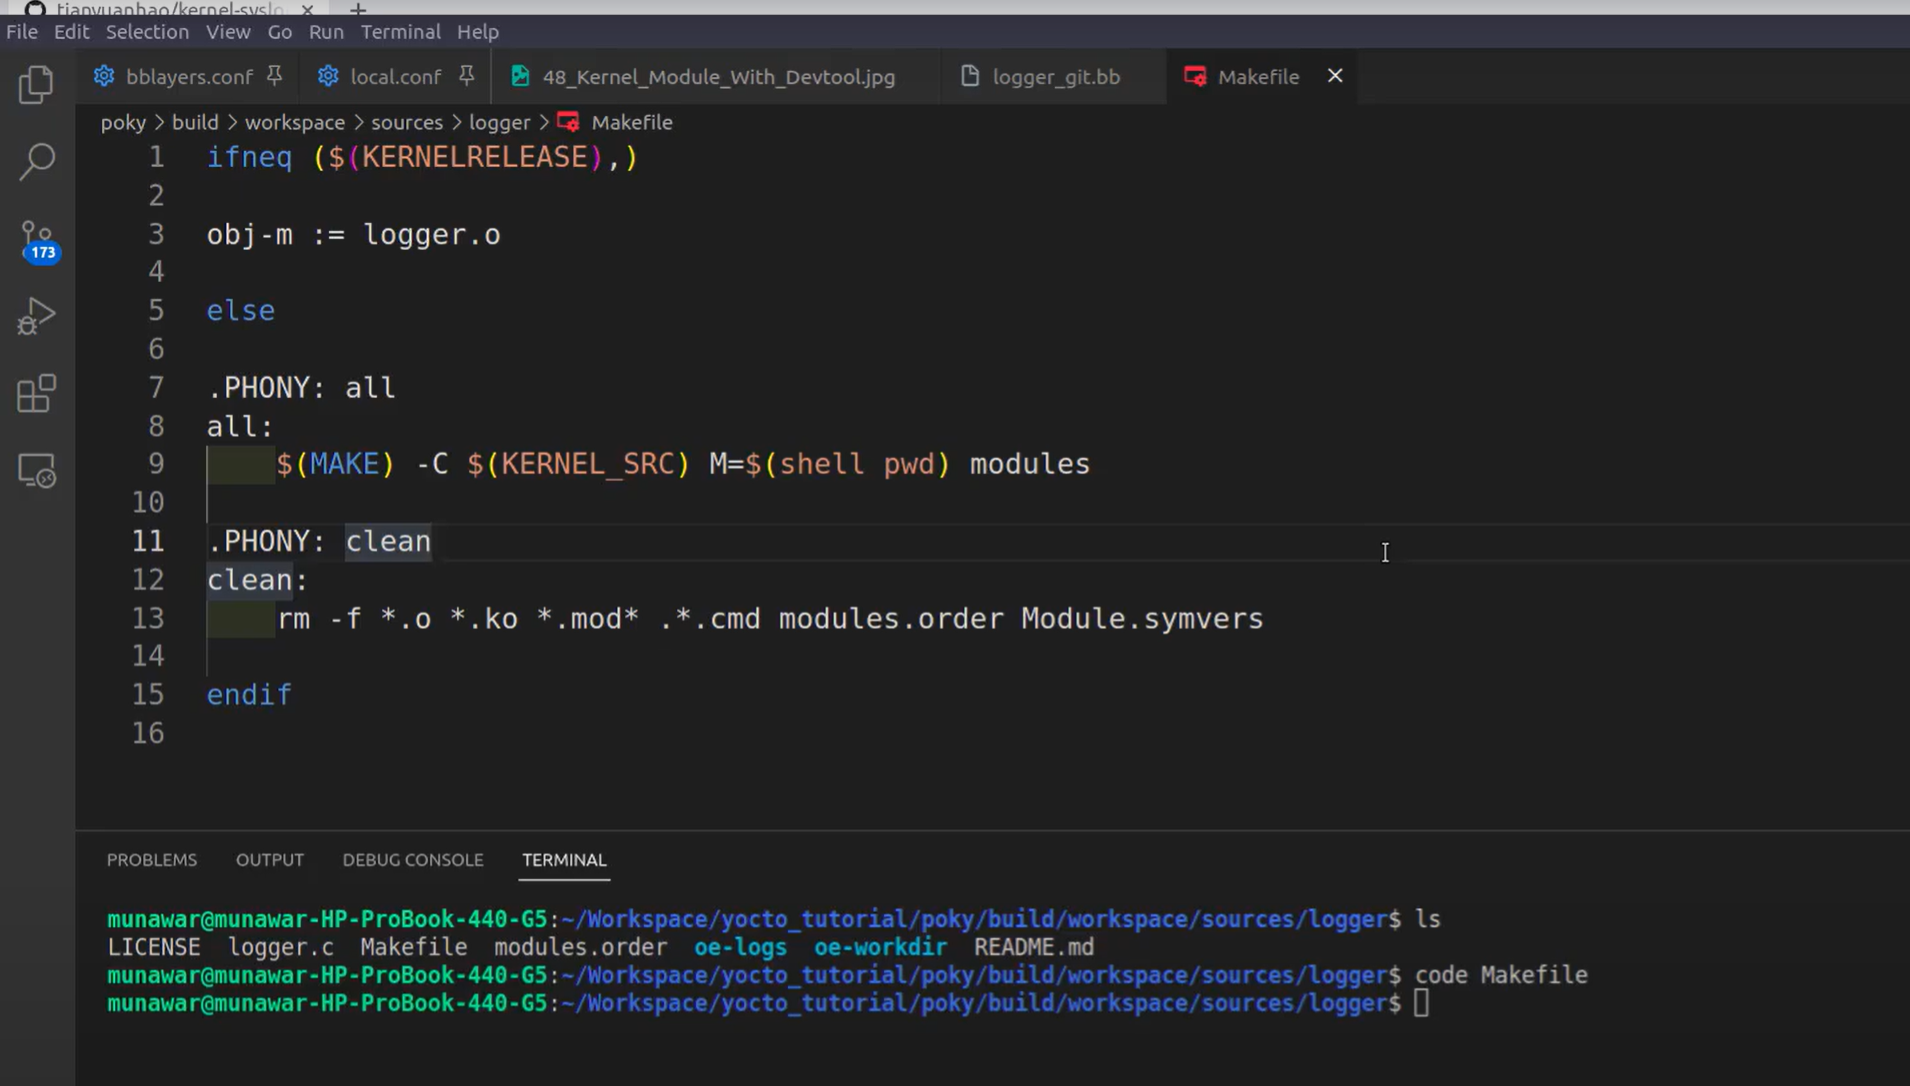 tianyuanhao/kernel-syslo
File Edit Selection View Go Run Terminal Help
bblayers.conf local.conf 48_Kernel_Module_With_Devtool.jpg logger_git.bb Makefile
poky > build > workspace > sources > logger > Makefile
1 ifneq ($(KERNELRELEASE),)
2
3 obj-m := logger.o
4
5 else
6
7 .PHONY: all
8 all:
9 $(MAKE) -C $(KERNEL_SRC) M=$(shell pwd) modules
10
11 .PHONY: clean
12 clean:
13 rm -f *.o *.ko *.mod* .*.cmd modules.order Module.symvers
14
15 endif
16
173
PROBLEMS OUTPUT DEBUG CONSOLE TERMINAL
munawar@munawar-HP-ProBook-440-G5:~/Workspace/yocto_tutorial/poky/build/workspace/sources/logger$ ls
LICENSE logger.c Makefile modules.order oe-logs oe-workdir README.md
munawar@munawar-HP-ProBook-440-G5:~/Workspace/yocto_tutorial/poky/build/workspace/sources/logger$ code Makefile
munawar@munawar-HP-ProBook-440-G5:~/Workspace/yocto_tutorial/poky/build/workspace/sources/logger$